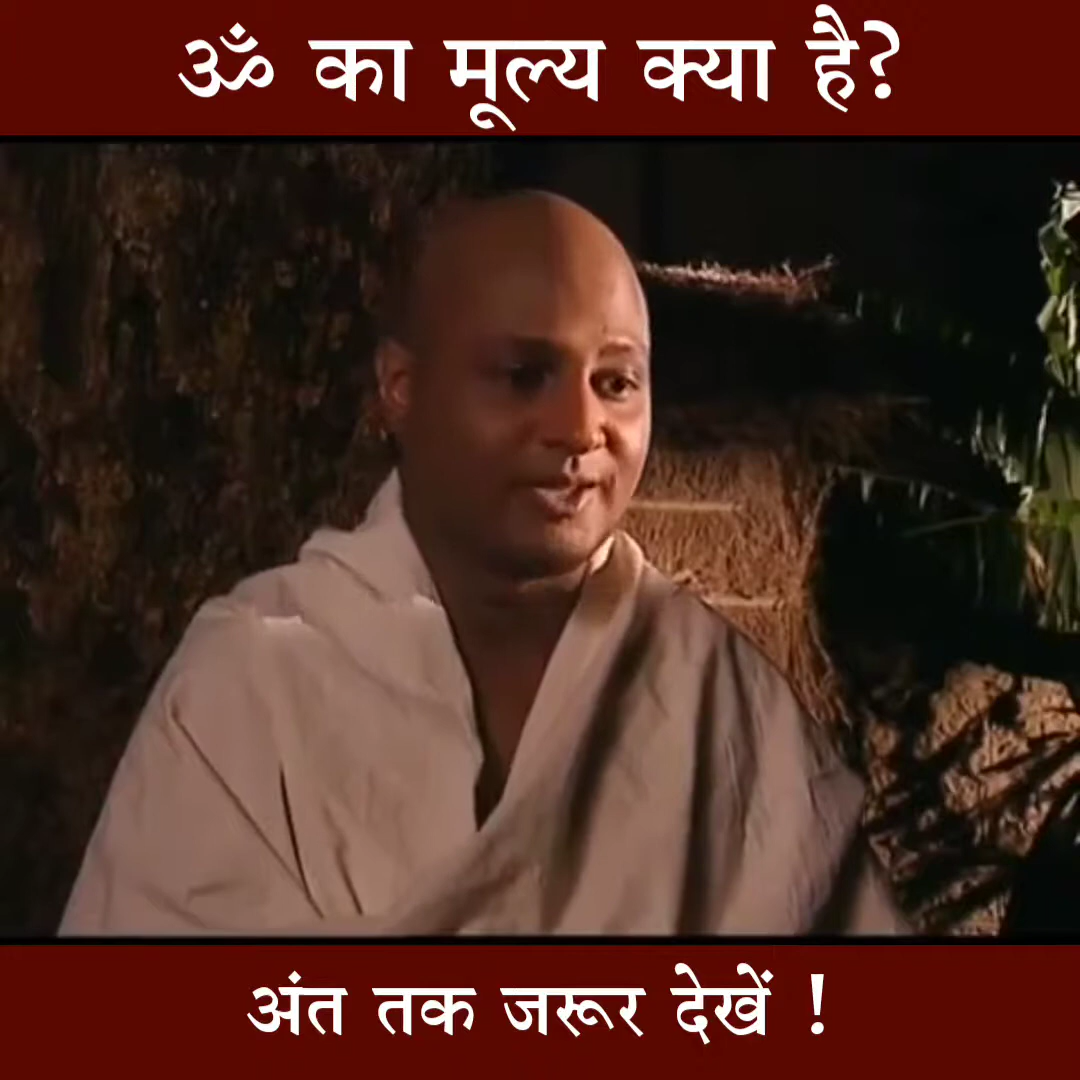 ॐ का मूल्य क्या है?
अंत तक जरूर देखें !